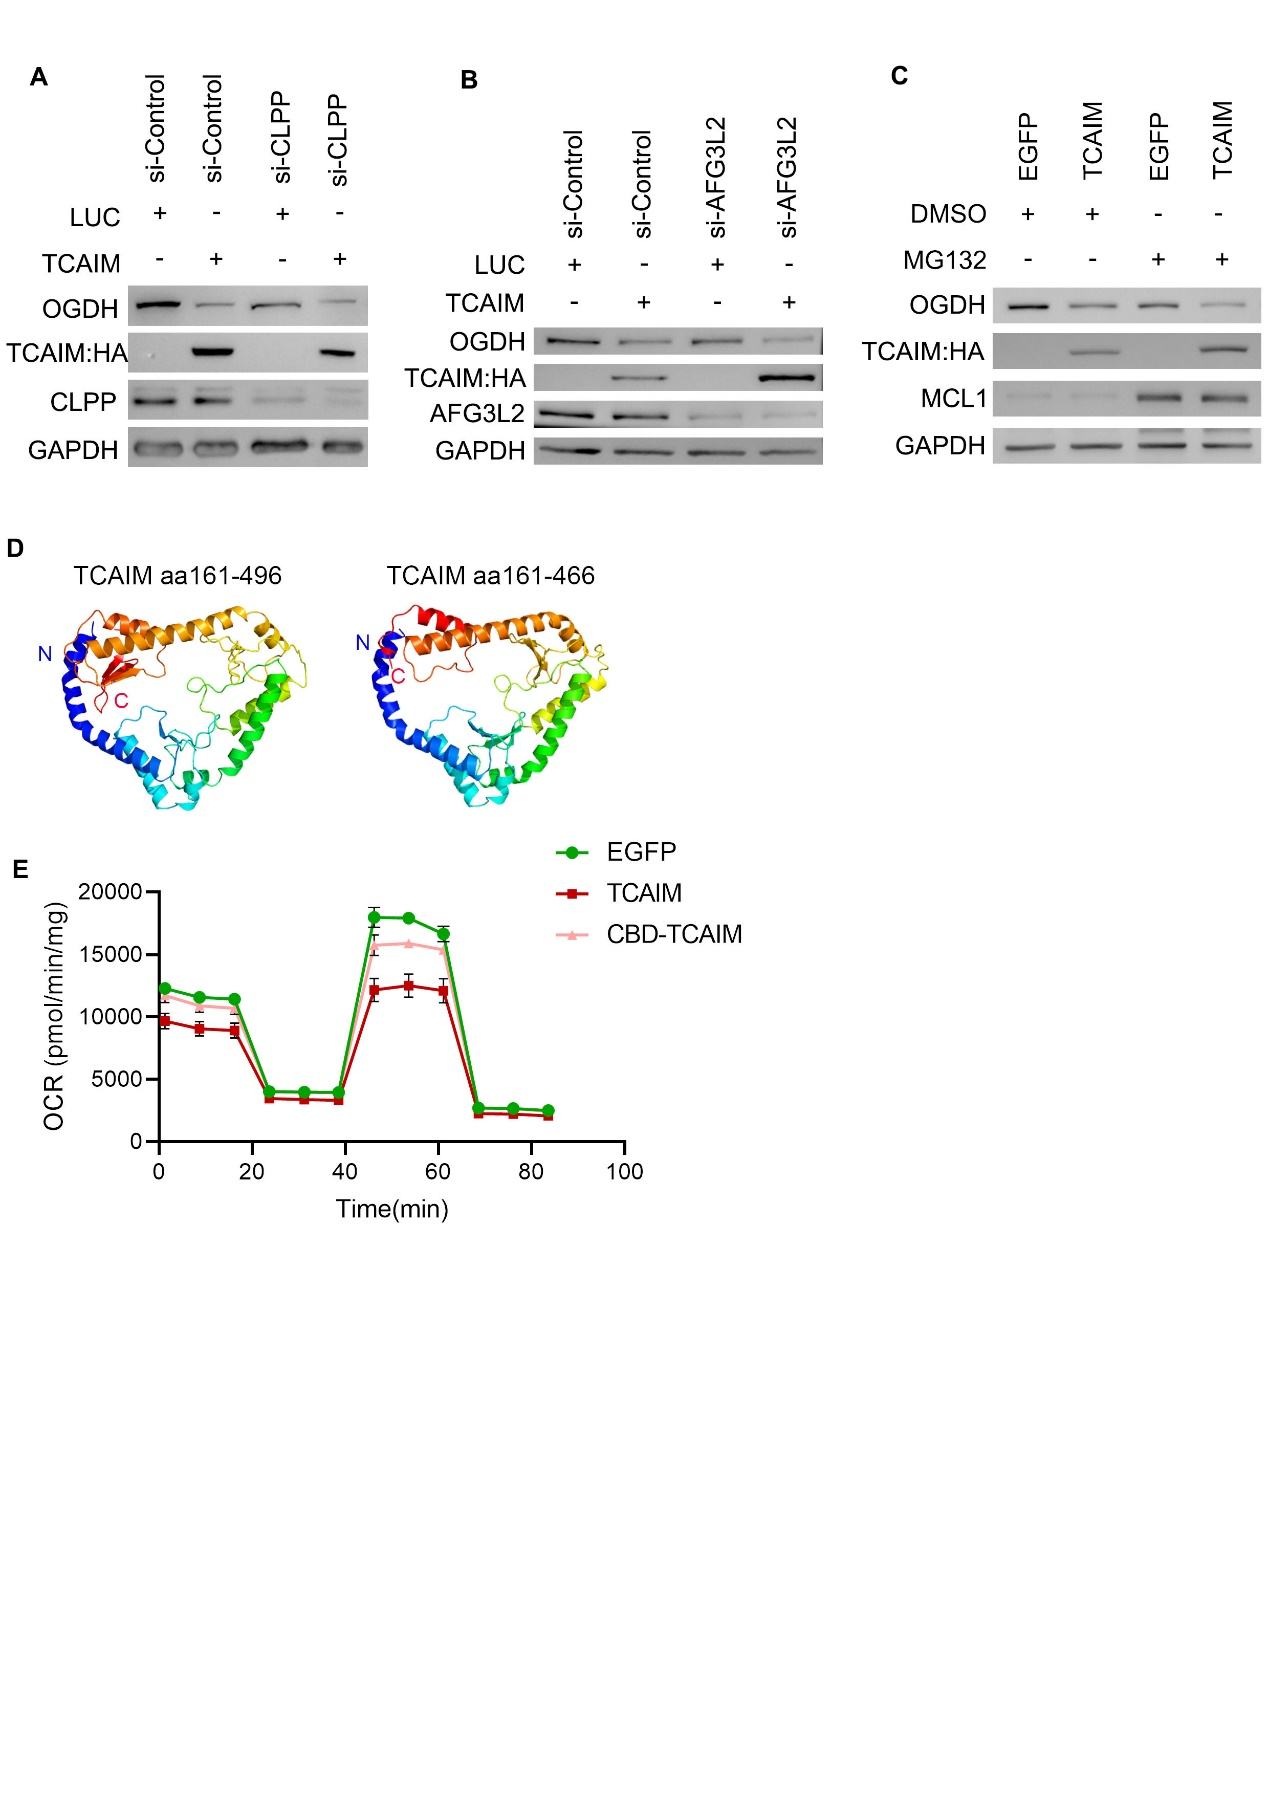 A
si-Control
si-Control
si-CLPP
si-CLPP
LUC + - + -
TCAIM - + - +
OGDH
TCAIM:HA
CLPP
GAPDH
B
si-Control
si-Control
si-AFG3L2
si-AFG3L2
LUC + - + -
TCAIM - + - +
OGDH
TCAIM:HA
AFG3L2
GAPDH
C
EGFP
TCAIM
EGFP
TCAIM
DMSO + + - -
MG132 - - + +
OGDH
TCAIM:HA
MCL1
GAPDH
D
TCAIM aa161-496
N
C
TCAIM aa161-466
N
C
E
EGFP
TCAIM
CBD-TCAIM
OCR (pmol/min/mg)
20000
15000
10000
5000
0
0 20 40 60 80 100
Time(min)